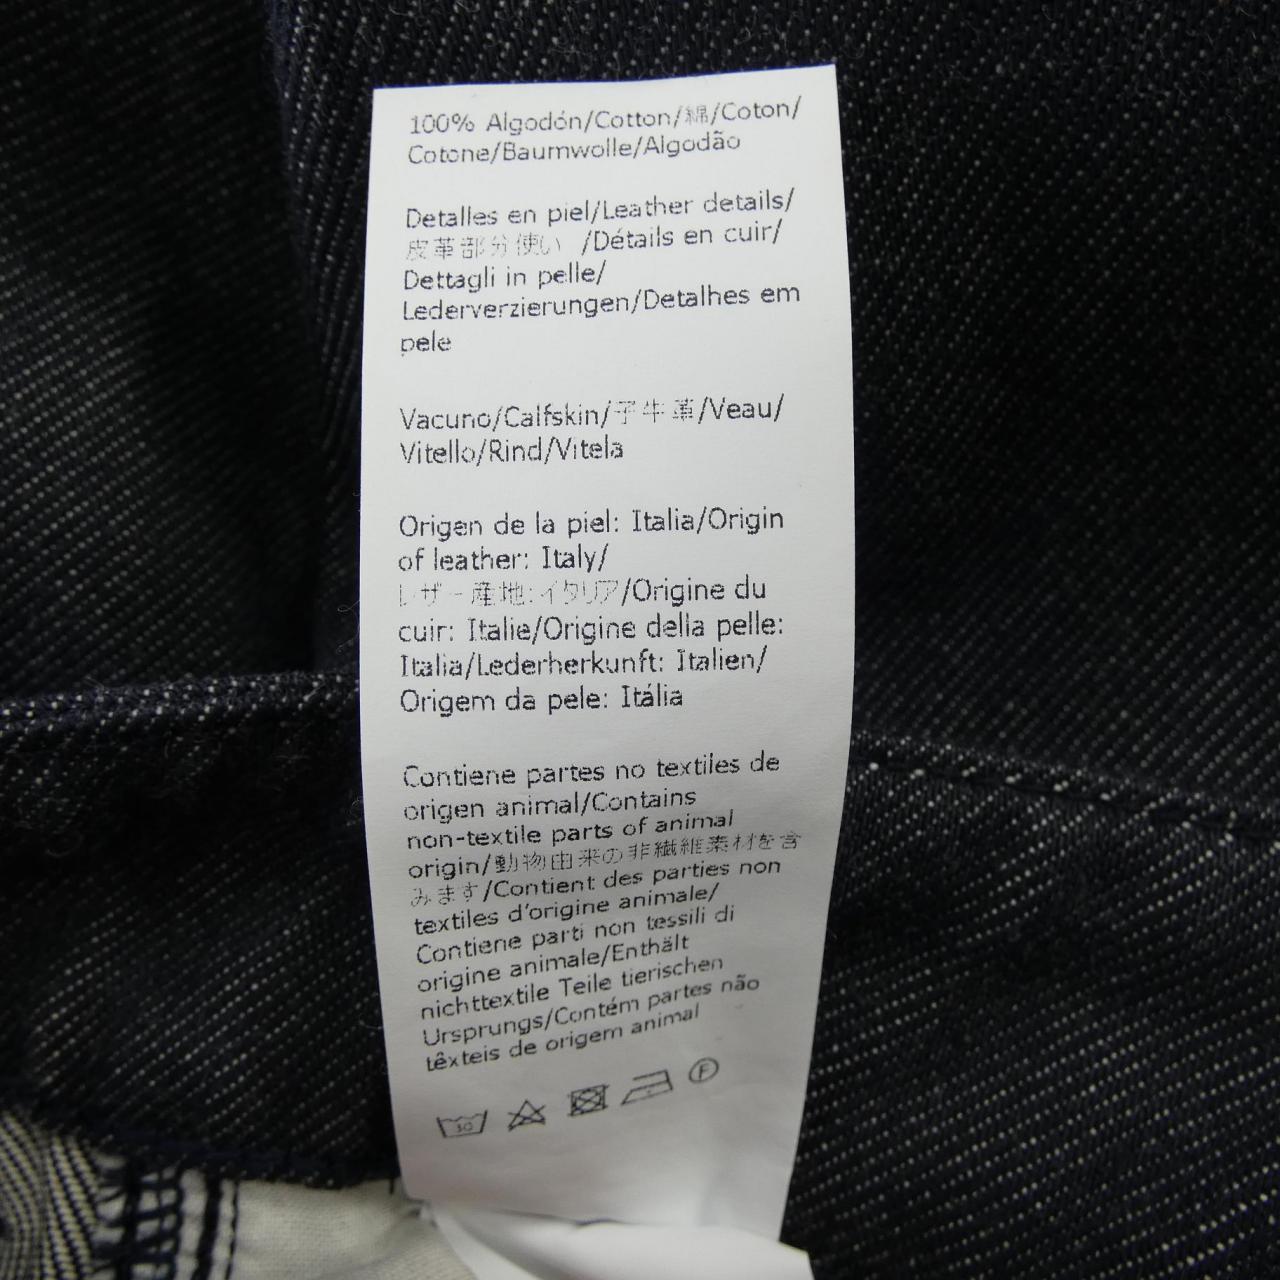 100% Algodón/Cotton/綿/Coton/
Cotone/Baumwolle/Algodão
Detalles en piel/Leather details/
皮革部分使い /Détails en cuir/
Dettagli in pelle/
Lederverzierungen/Detalhes em
pele
Vacuno/Calfskin/子牛革/Veau/
Vitello/Rind/Vitela
Origen de la piel: Italia/Origin
of leather: Italy/
レザー産地:イタリア/Origine du
cuir: Italie/Origine della pelle:
Italia/Lederherkunft: Italien/
Origem da pele: Itália
Contiene partes no textiles de
origen animal/Contains
non-textile parts of animal
origin/動物由来の非繊維素材を含
みます/Contient des parties non
textiles d'origine animale/
Contiene parti non tessili di
origine animale/Enthält
nichttextile Teile tierischen
Ursprungs/Contém partes não
têxteis de origem animal
30 F